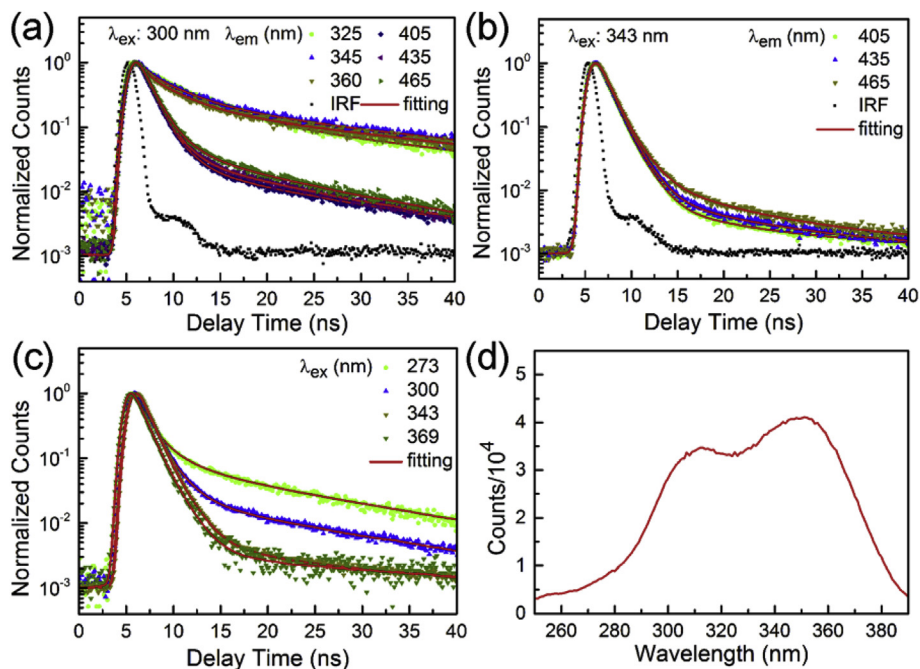 (a)
λex: 300 nm λem (nm) 325 405
345 435
360 465
IRF fitting
10⁰
10⁻¹
10⁻²
10⁻³
Normalized Counts
0 5 10 15 20 25 30 35 40
Delay Time (ns)
(b)
λex: 343 nm λem (nm) 405
435
465
IRF
fitting
10⁰
10⁻¹
10⁻²
10⁻³
Normalized Counts
0 5 10 15 20 25 30 35 40
Delay Time (ns)
(c)
λex (nm) 273
300
343
369
fitting
10⁰
10⁻¹
10⁻²
10⁻³
Normalized Counts
0 5 10 15 20 25 30 35 40
Delay Time (ns)
(d)
5
4
3
2
1
0
Counts/10⁴
260 280 300 320 340 360 380
Wavelength (nm)